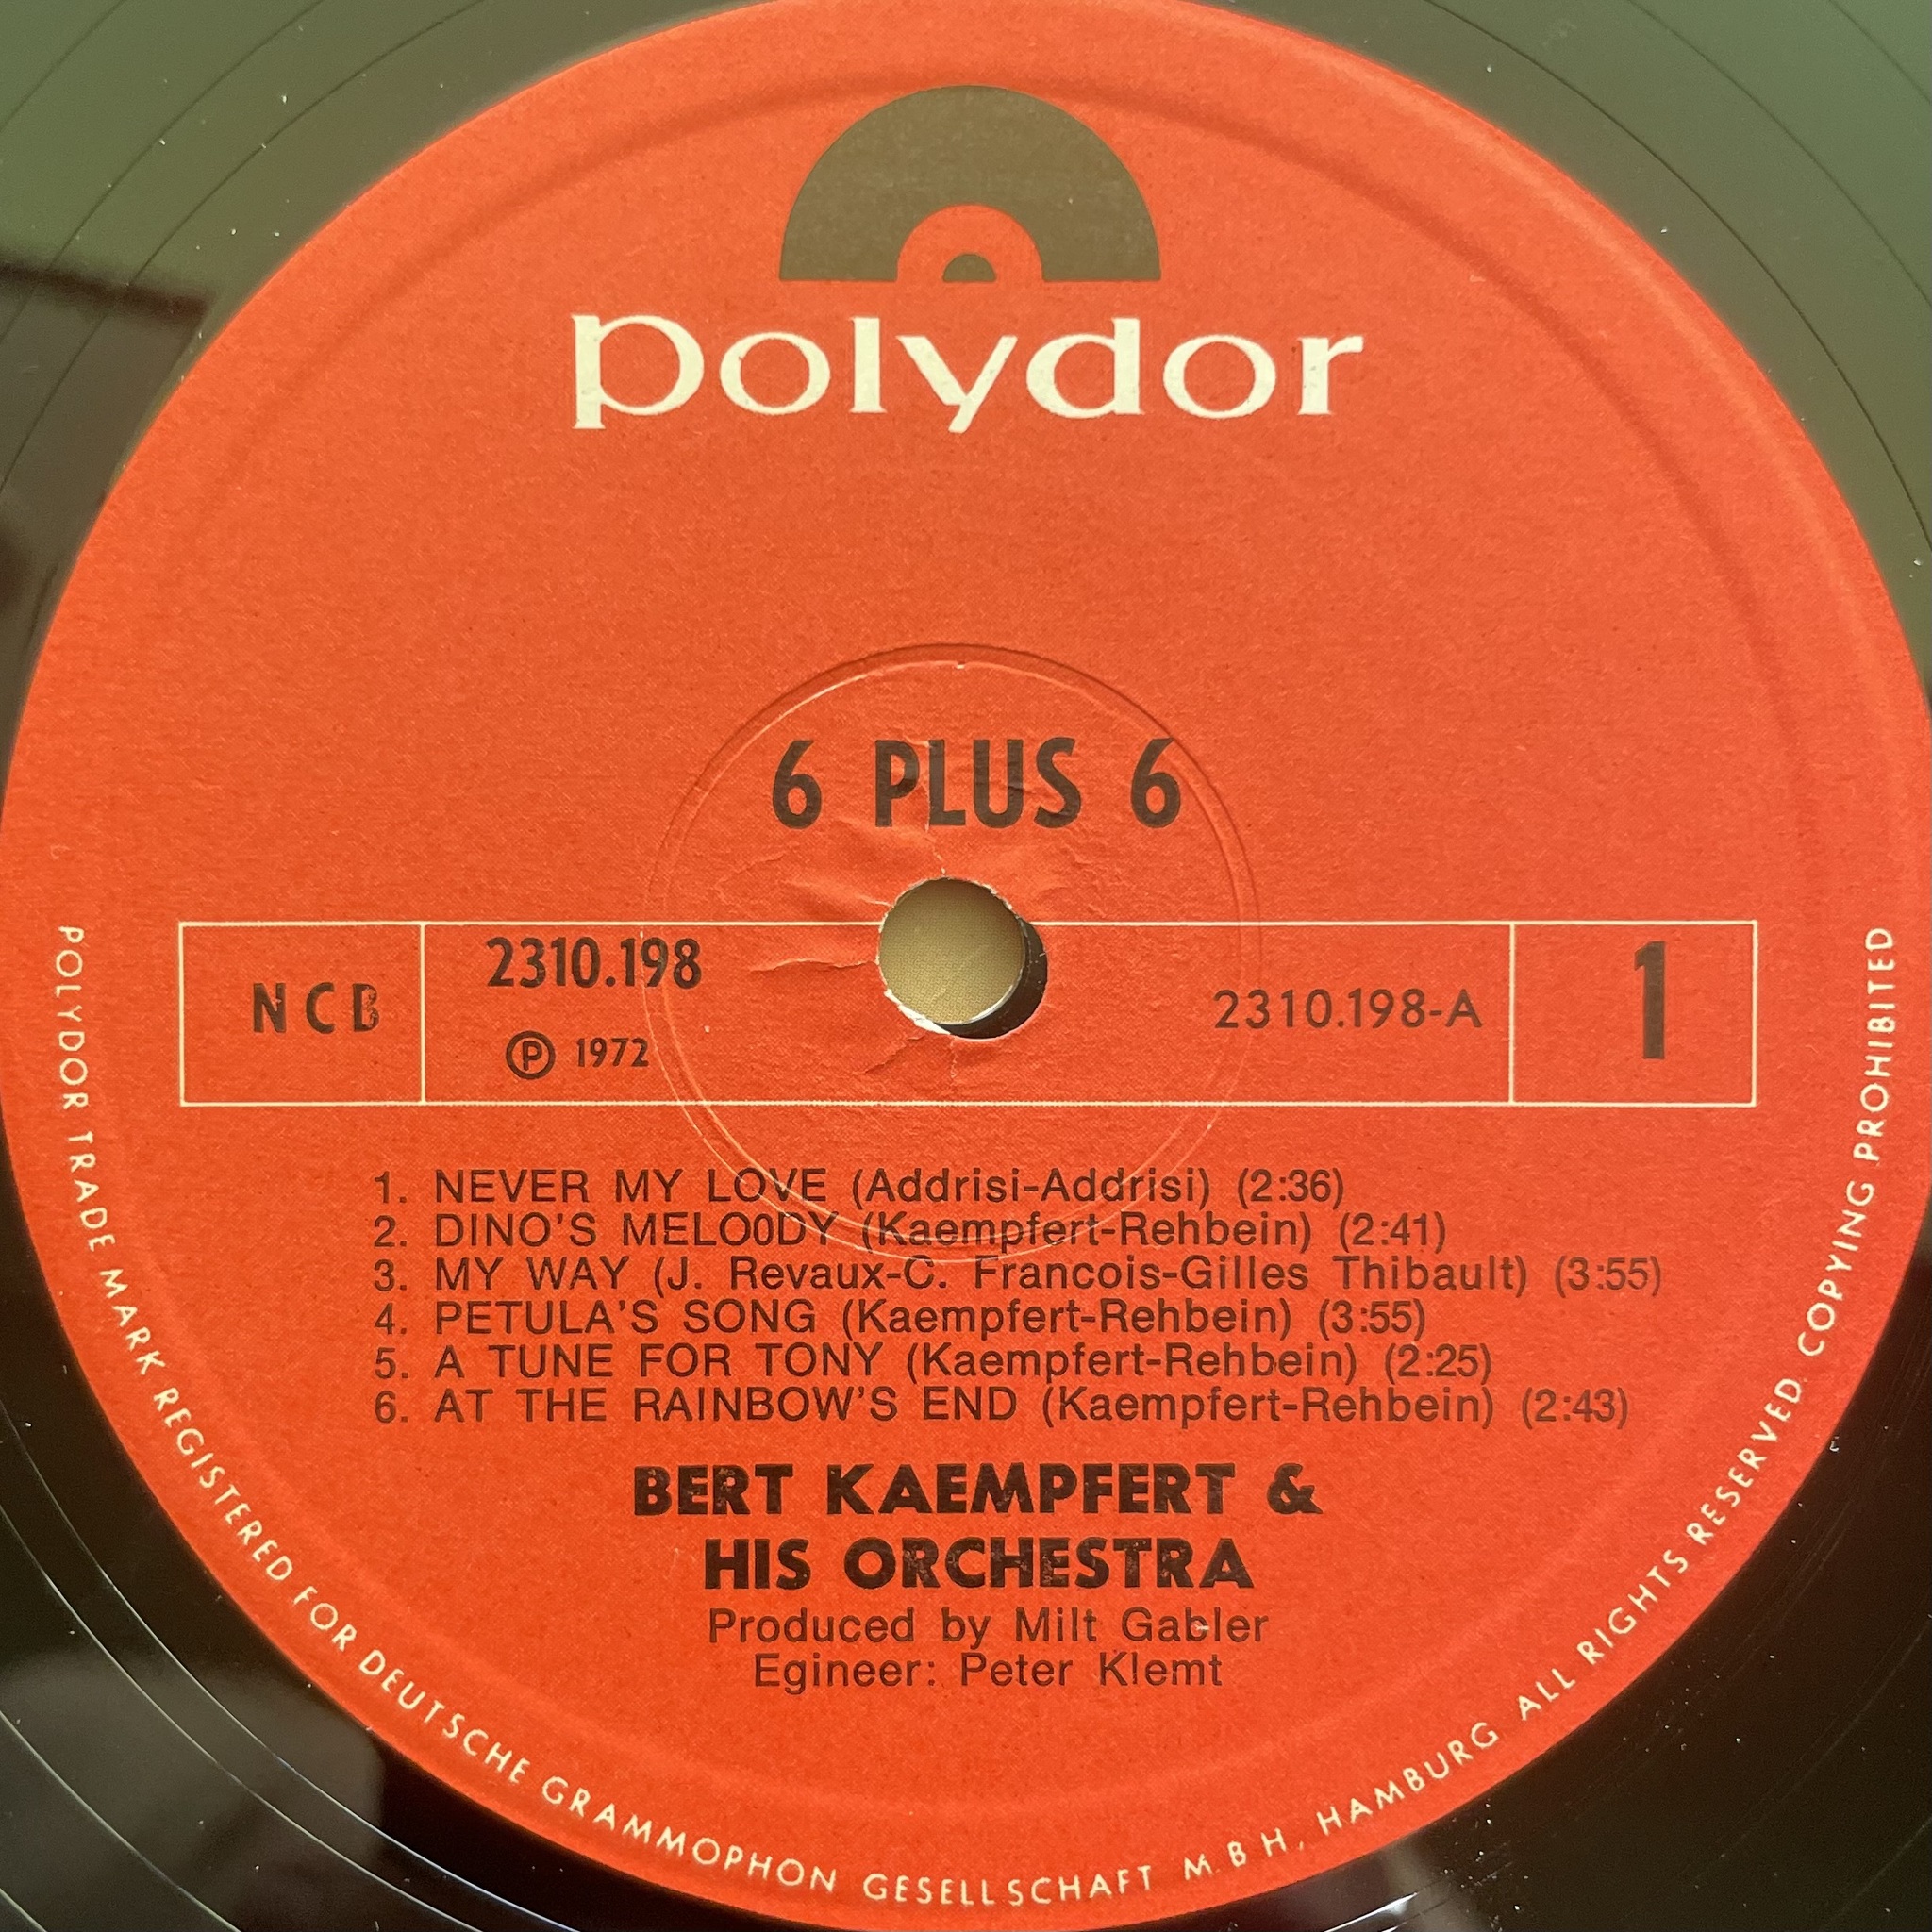 polydor
6 PLUS 6
NCB
2310.198
℗ 1972
2310.198-A
1
1. NEVER MY LOVE (Addrisi-Addrisi) (2:36)
2. DINO'S MELO0DY (Kaempfert-Rehbein) (2:41)
3. MY WAY (J. Revaux-C. Francois-Gilles Thibault) (3:55)
4. PETULA'S SONG (Kaempfert-Rehbein) (3:55)
5. A TUNE FOR TONY (Kaempfert-Rehbein) (2:25)
6. AT THE RAINBOW'S END (Kaempfert-Rehbein) (2:43)
BERT KAEMPFERT &
HIS ORCHESTRA
Produced by Milt Gabler
Egineer: Peter Klemt
POLYDOR TRADE MARK REGISTERED FOR DEUTSCHE GRAMMOPHON GESELLSCHAFT M.B.H. HAMBURG ALL RIGHTS RESERVED. COPYING PROHIBITED